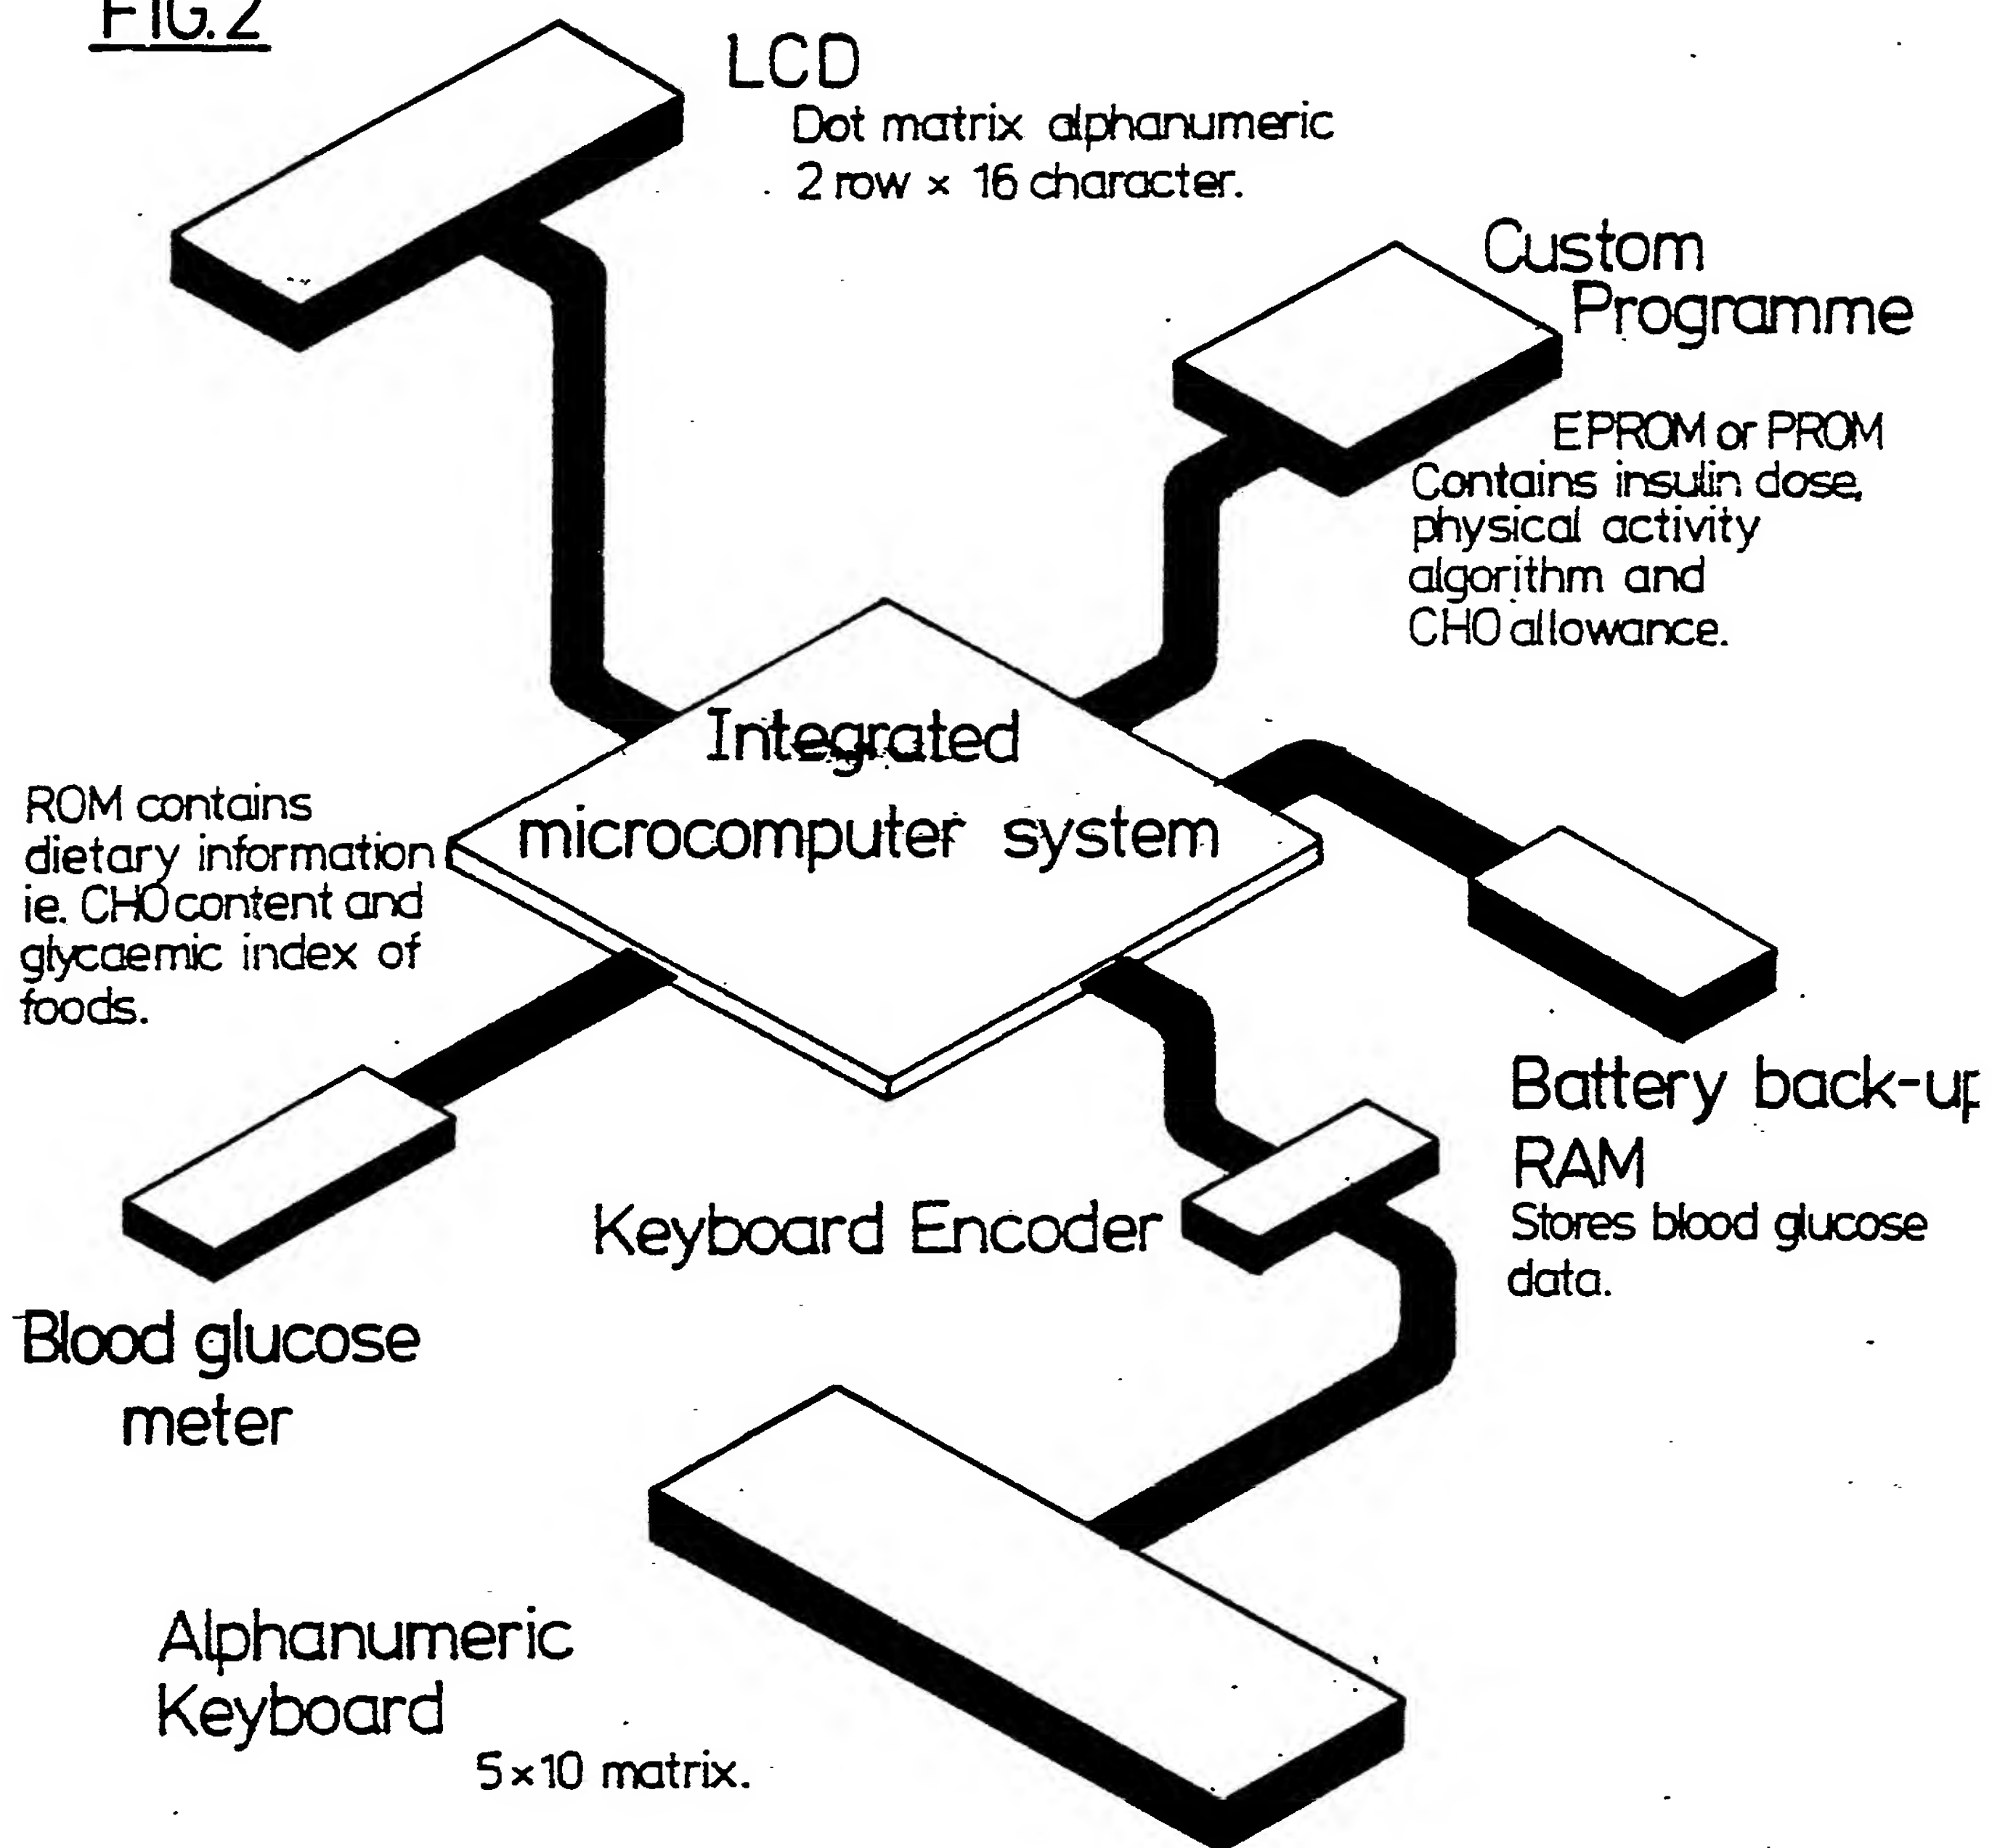 FIG.2
LCD
Dot matrix alphanumeric
2 row × 16 character.
Custom
Programme
EPROM or PROM
Contains insulin dose,
physical activity
algorithm and
CHO allowance.
Integrated
microcomputer system
ROM contains
dietary information
ie. CHO content and
glycaemic index of
foods.
Battery back-up
RAM
Stores blood glucose
data.
Keyboard Encoder
Blood glucose
meter
Alphanumeric
Keyboard
5×10 matrix.